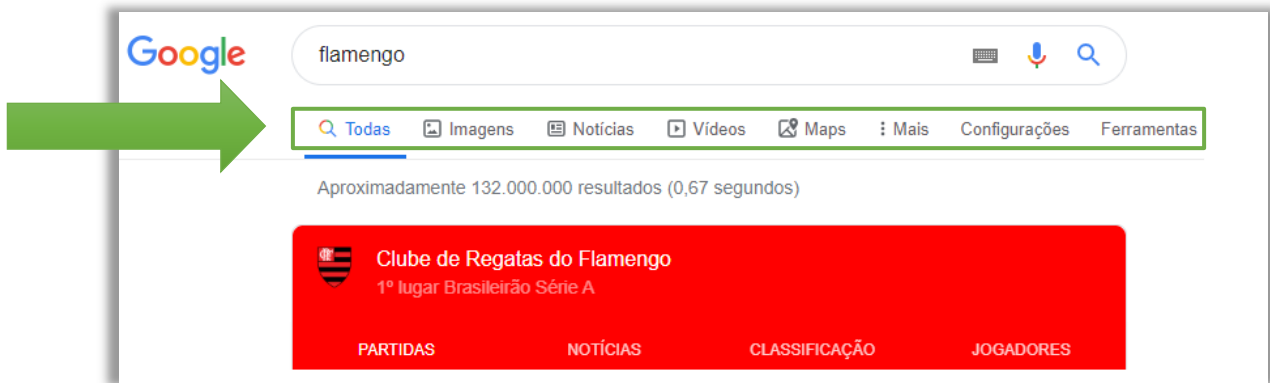 Google flamengo
Todas Imagens Notícias Vídeos Maps Mais Configurações Ferramentas
Aproximadamente 132.000.000 resultados (0,67 segundos)
Clube de Regatas do Flamengo
1º lugar Brasileirão Série A
PARTIDAS NOTÍCIAS CLASSIFICAÇÃO JOGADORES